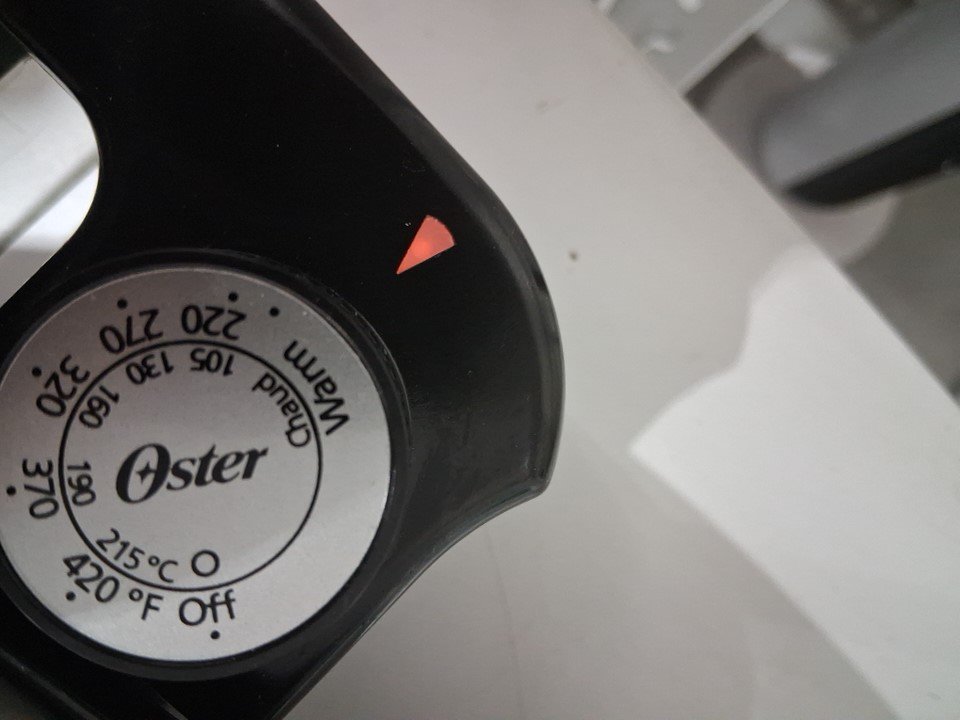 Warm
220
270
320
370
420 °F
Off
Chaud
105
130
160
190
215°C
O
Oster